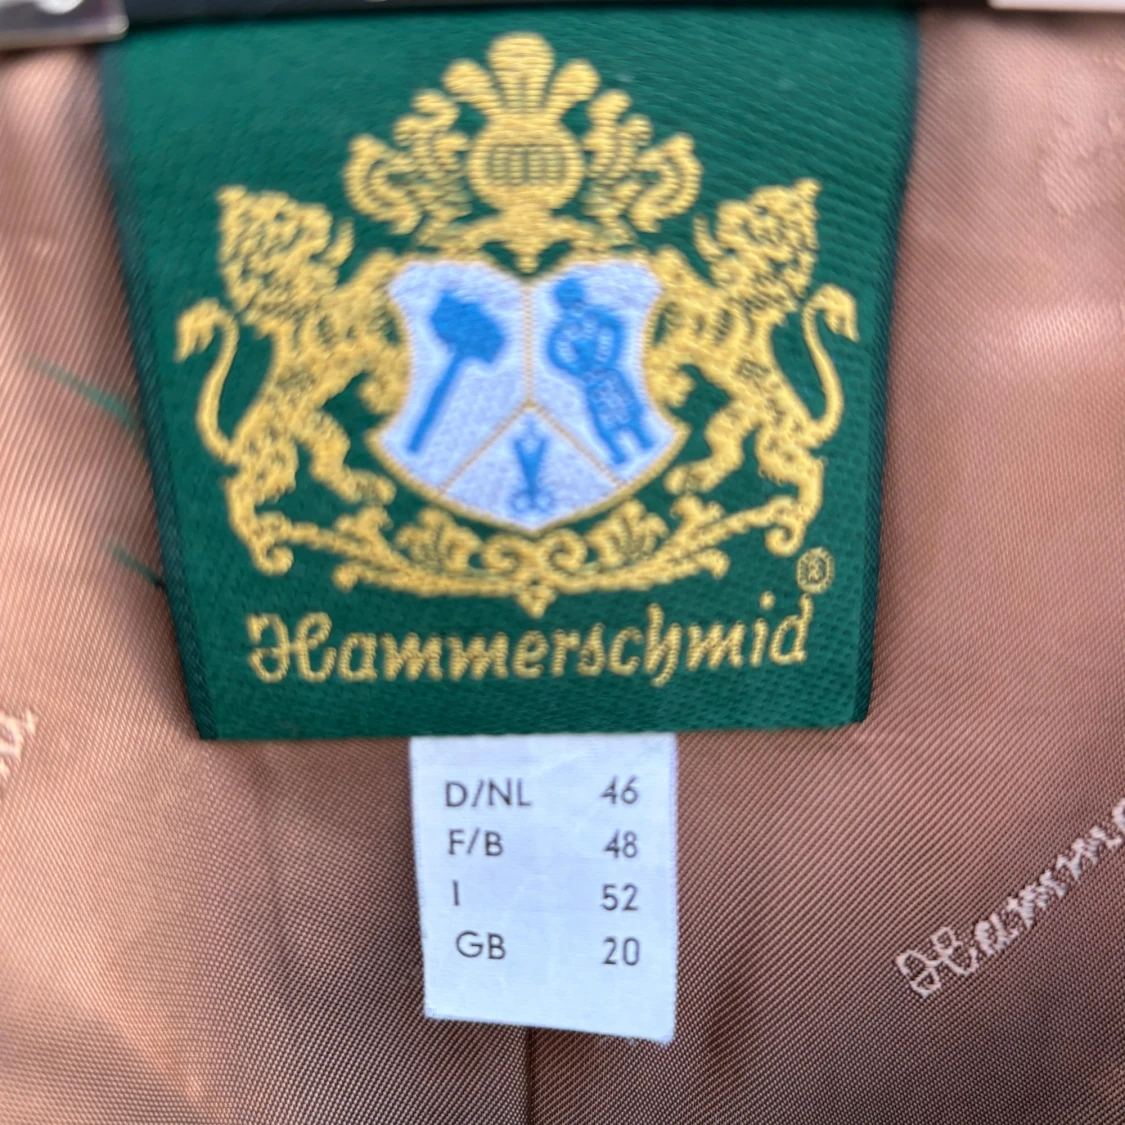 Hammerschmid®
D/NL 46
F/B 48
I 52
GB 20